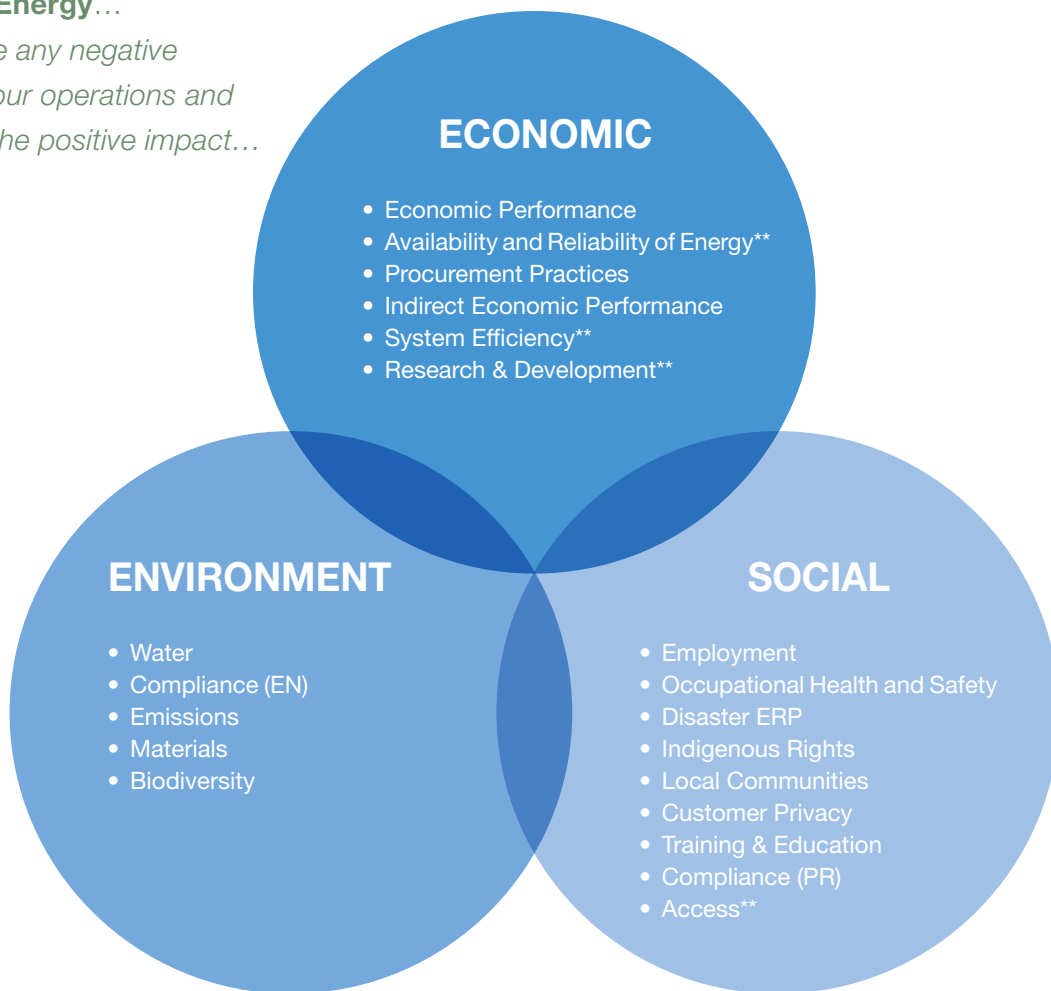 Energy…
any negative
our operations and
he positive impact…
ECONOMIC
• Economic Performance
• Availability and Reliability of Energy**
• Procurement Practices
• Indirect Economic Performance
• System Efficiency**
• Research & Development**
ENVIRONMENT
• Water
• Compliance (EN)
• Emissions
• Materials
• Biodiversity
SOCIAL
• Employment
• Occupational Health and Safety
• Disaster ERP
• Indigenous Rights
• Local Communities
• Customer Privacy
• Training & Education
• Compliance (PR)
• Access**